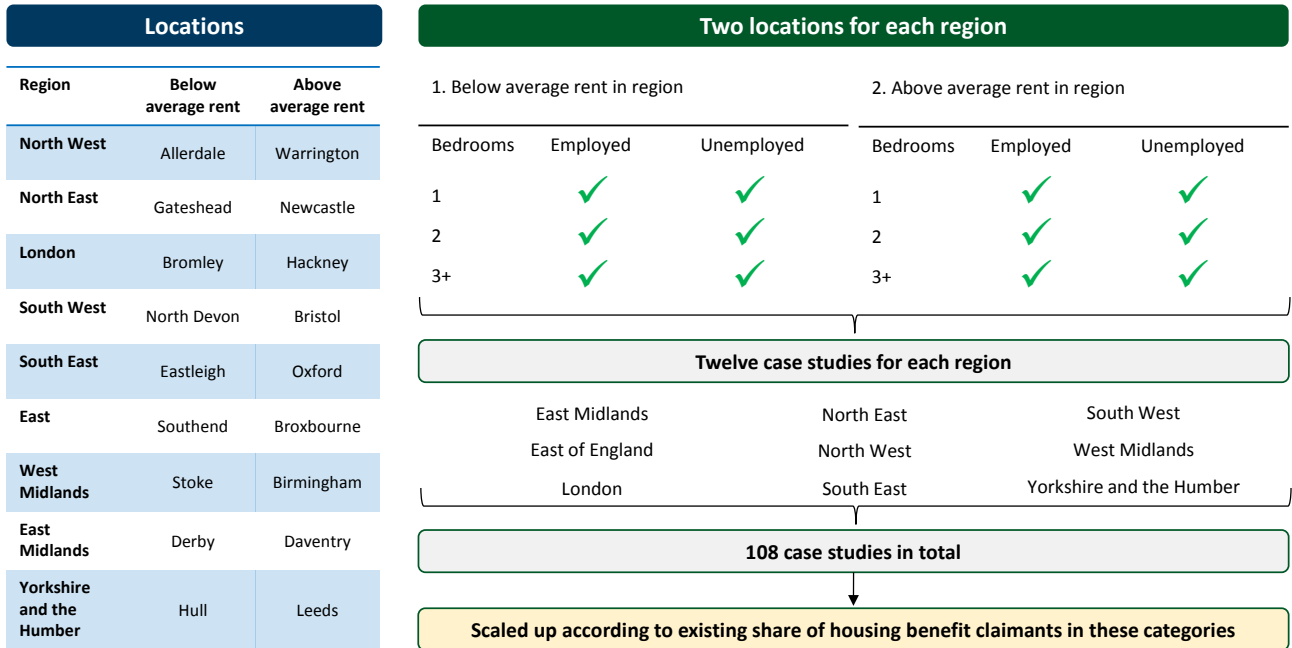 Locations
Region Below average rent Above average rent
North West Allerdale Warrington
North East Gateshead Newcastle
London Bromley Hackney
South West North Devon Bristol
South East Eastleigh Oxford
East Southend Broxbourne
West Midlands Stoke Birmingham
East Midlands Derby Daventry
Yorkshire and the Humber Hull Leeds
Two locations for each region
1. Below average rent in region
Bedrooms Employed Unemployed
1 ✓ ✓
2 ✓ ✓
3+ ✓ ✓
2. Above average rent in region
Bedrooms Employed Unemployed
1 ✓ ✓
2 ✓ ✓
3+ ✓ ✓
Twelve case studies for each region
East Midlands North East South West
East of England North West West Midlands
London South East Yorkshire and the Humber
108 case studies in total
Scaled up according to existing share of housing benefit claimants in these categories